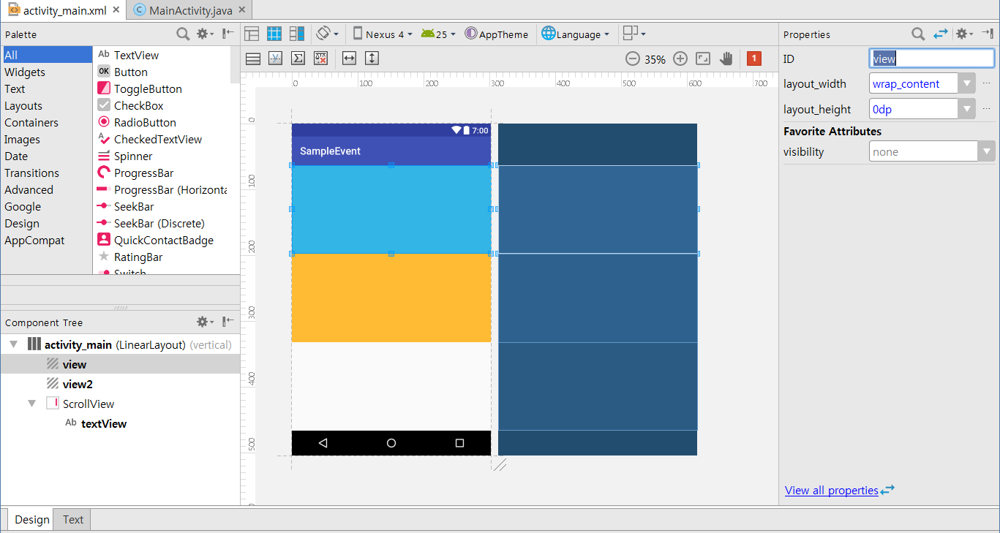 activity_main.xml × MainActivity.java ×
Palette
All
Widgets
Text
Layouts
Containers
Images
Date
Transitions
Advanced
Google
Design
AppCompat
Ab TextView
OK Button
ToggleButton
CheckBox
RadioButton
CheckedTextView
Spinner
ProgressBar
ProgressBar (Horizonta
SeekBar
SeekBar (Discrete)
QuickContactBadge
RatingBar
Switch
Component Tree
activity_main (LinearLayout) (vertical)
view
view2
ScrollView
Ab textView
Nexus 4 25 AppTheme Language
35% 1
0 100 200 300 400 500 600 700
0
100
200
300
400
500
7:00
SampleEvent
Properties
ID view
layout_width wrap_content ...
layout_height 0dp ...
Favorite Attributes
visibility none
View all properties
Design Text